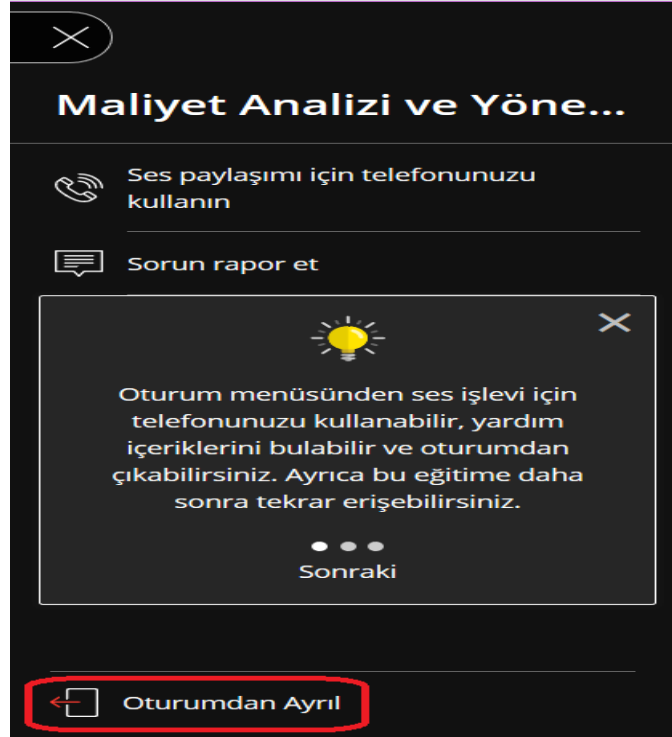 Maliyet Analizi ve Yöne...
Ses paylaşımı için telefonunuzu
kullanın
Sorun rapor et
Oturum menüsünden ses işlevi için
telefonunuzu kullanabilir, yardım
içeriklerini bulabilir ve oturumdan
çıkabilirsiniz. Ayrıca bu eğitime daha
sonra tekrar erişebilirsiniz.
Sonraki
Oturumdan Ayrıl